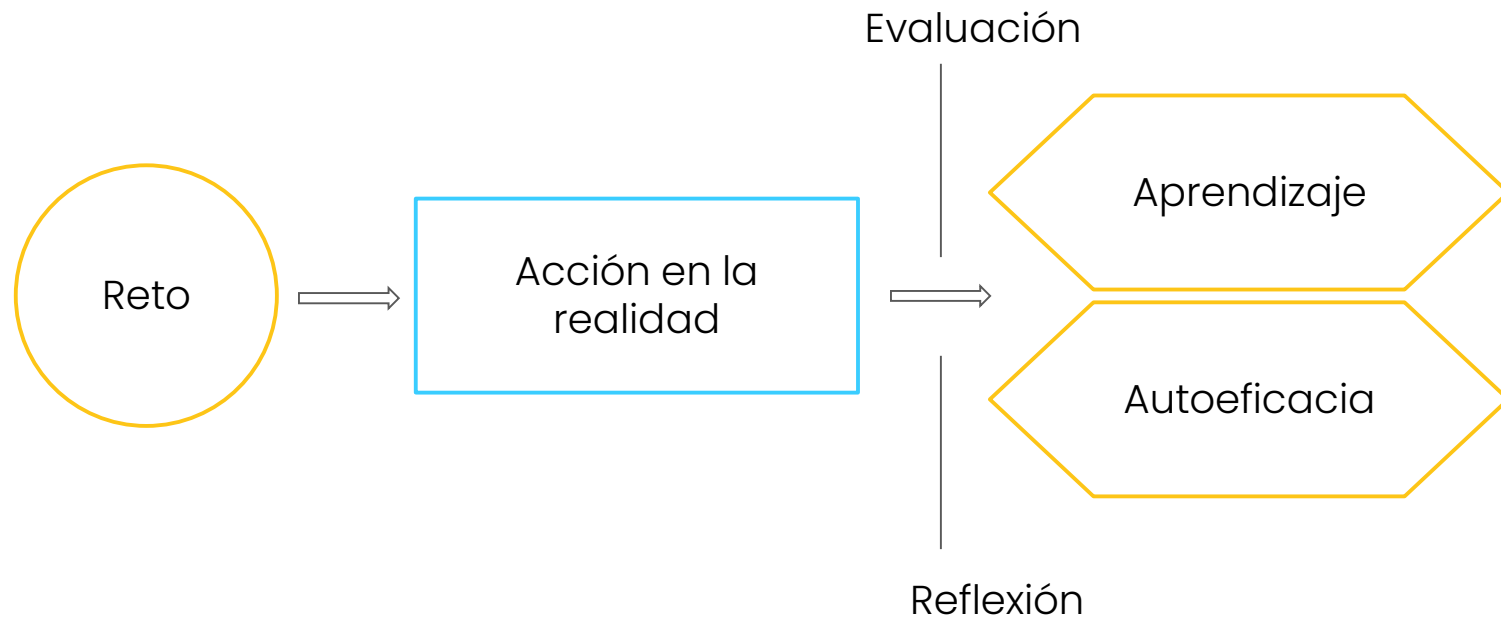 Evaluación
Reto
Acción en la
realidad
Aprendizaje
Autoeficacia
Reflexión